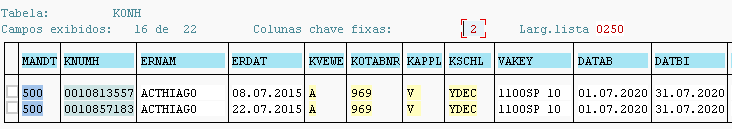 Tabela: KONH
Campos exibidos: 16 de 22 Colunas chave fixas: [ 2 ] Larg.lista 0250
MANDT KNUMH ERNAM ERDAT KVEWE KOTABNR KAPPL KSCHL VAKEY DATAB DATBI
500 0010813557 ACTHIAGO 08.07.2015 A 969 V YDEC 1100SP 10 01.07.2020 31.07.2020
500 0010857183 ACTHIAGO 22.07.2015 A 969 V YDEC 1100SP 10 01.07.2020 31.07.2020